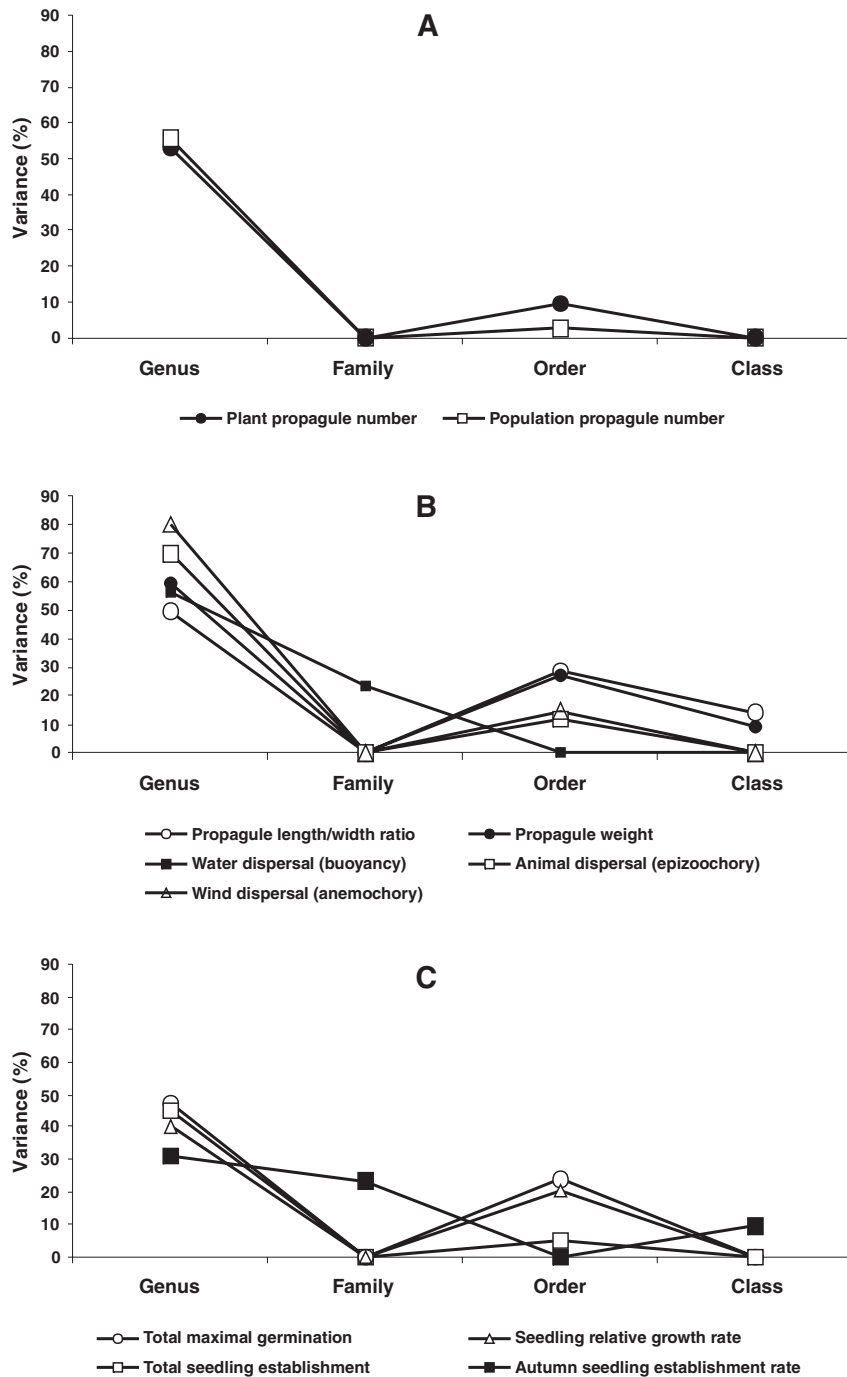 A
90
80
70
60
50
40
30
20
10
0
Variance (%)
Genus Family Order Class
Plant propagule number Population propagule number
B
90
80
70
60
50
40
30
20
10
0
Variance (%)
Genus Family Order Class
Propagule length/width ratio Propagule weight
Water dispersal (buoyancy) Animal dispersal (epizoochory)
Wind dispersal (anemochory)
C
90
80
70
60
50
40
30
20
10
0
Variance (%)
Genus Family Order Class
Total maximal germination Seedling relative growth rate
Total seedling establishment Autumn seedling establishment rate